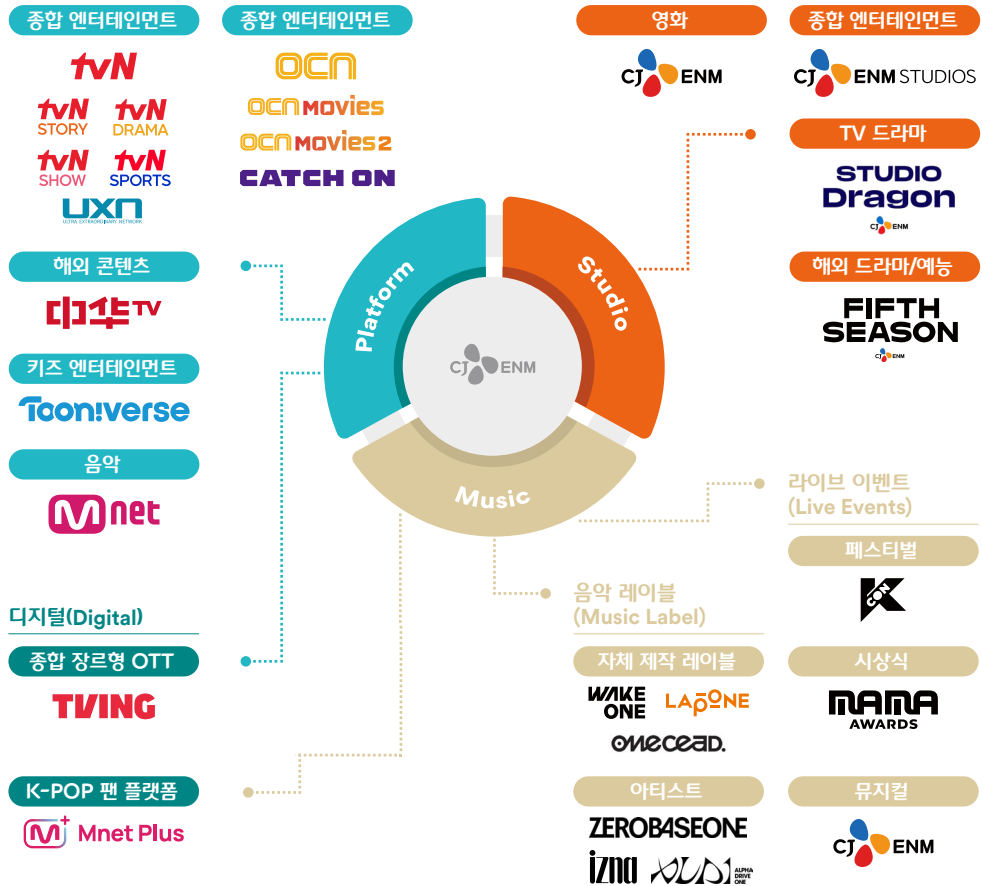 종합 엔터테인먼트
tvN
tvN STORY
tvN DRAMA
tvN SHOW
tvN SPORTS
UXN
ULTRA EXTRAORDINARY NETWORK
종합 엔터테인먼트
OCN
OCN MOVIES
OCN MOVIES2
CATCH ON
영화
CJ ENM
종합 엔터테인먼트
CJ ENM STUDIOS
TV 드라마
STUDIO
Dragon
CJ ENM
해외 드라마/예능
FIFTH
SEASON
CJ ENM
해외 콘텐츠
中华TV
키즈 엔터테인먼트
Tooniverse
음악
Mnet
Platform
Studio
Music
CJ ENM
디지털(Digital)
종합 장르형 OTT
TVING
K-POP 팬 플랫폼
Mnet Plus
음악 레이블
(Music Label)
자체 제작 레이블
WAKE
ONE
LAPONE
ONECEAD.
아티스트
ZEROBASEONE
izna
ALPHA
DRIVE
ONE
라이브 이벤트
(Live Events)
페스티벌
KCON
시상식
MAMA
AWARDS
뮤지컬
CJ ENM